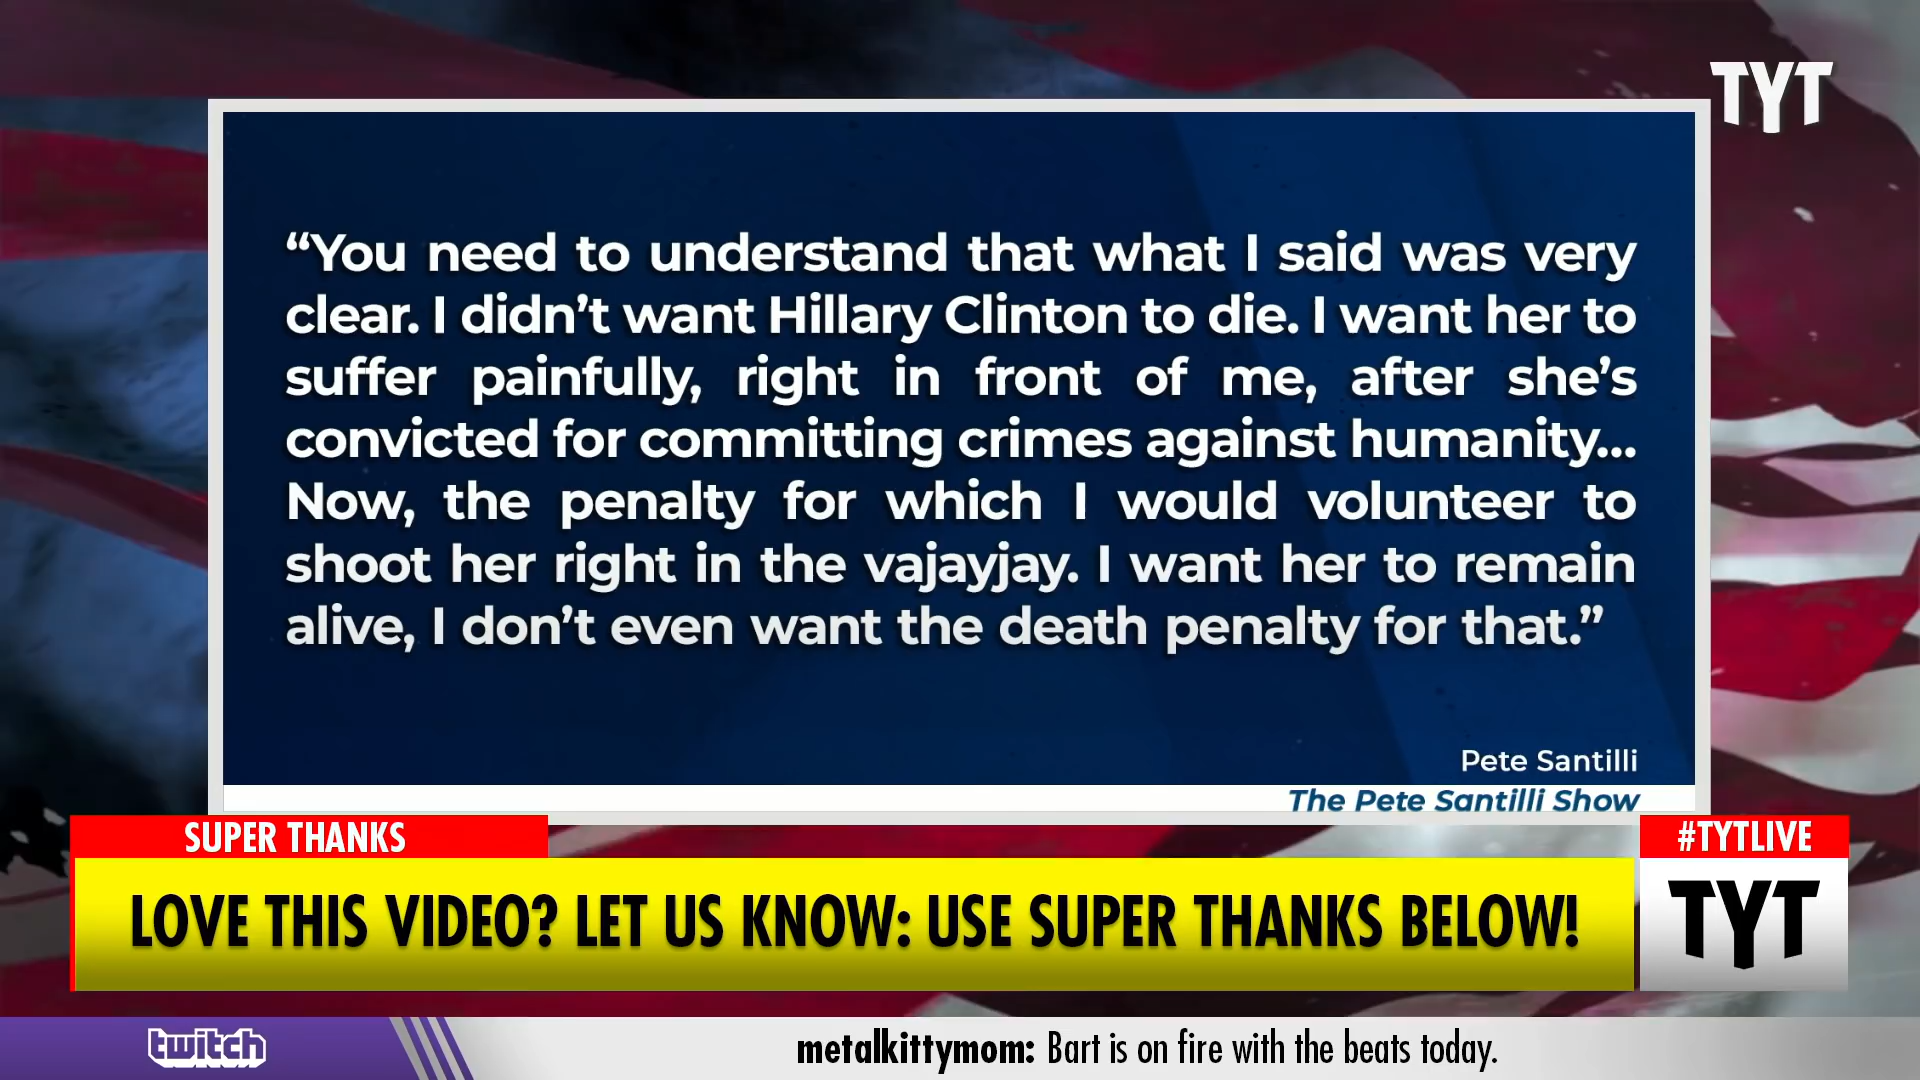 TYT
“You need to understand that what I said was very
clear. I didn’t want Hillary Clinton to die. I want her to
suffer painfully, right in front of me, after she’s
convicted for committing crimes against humanity...
Now, the penalty for which I would volunteer to
shoot her right in the vajayjay. I want her to remain
alive, I don’t even want the death penalty for that.”
Pete Santilli
The Pete Santilli Show
SUPER THANKS
#TYTLIVE
LOVE THIS VIDEO? LET US KNOW: USE SUPER THANKS BELOW!
TYT
twitch
metalkittymom: Bart is on fire with the beats today.